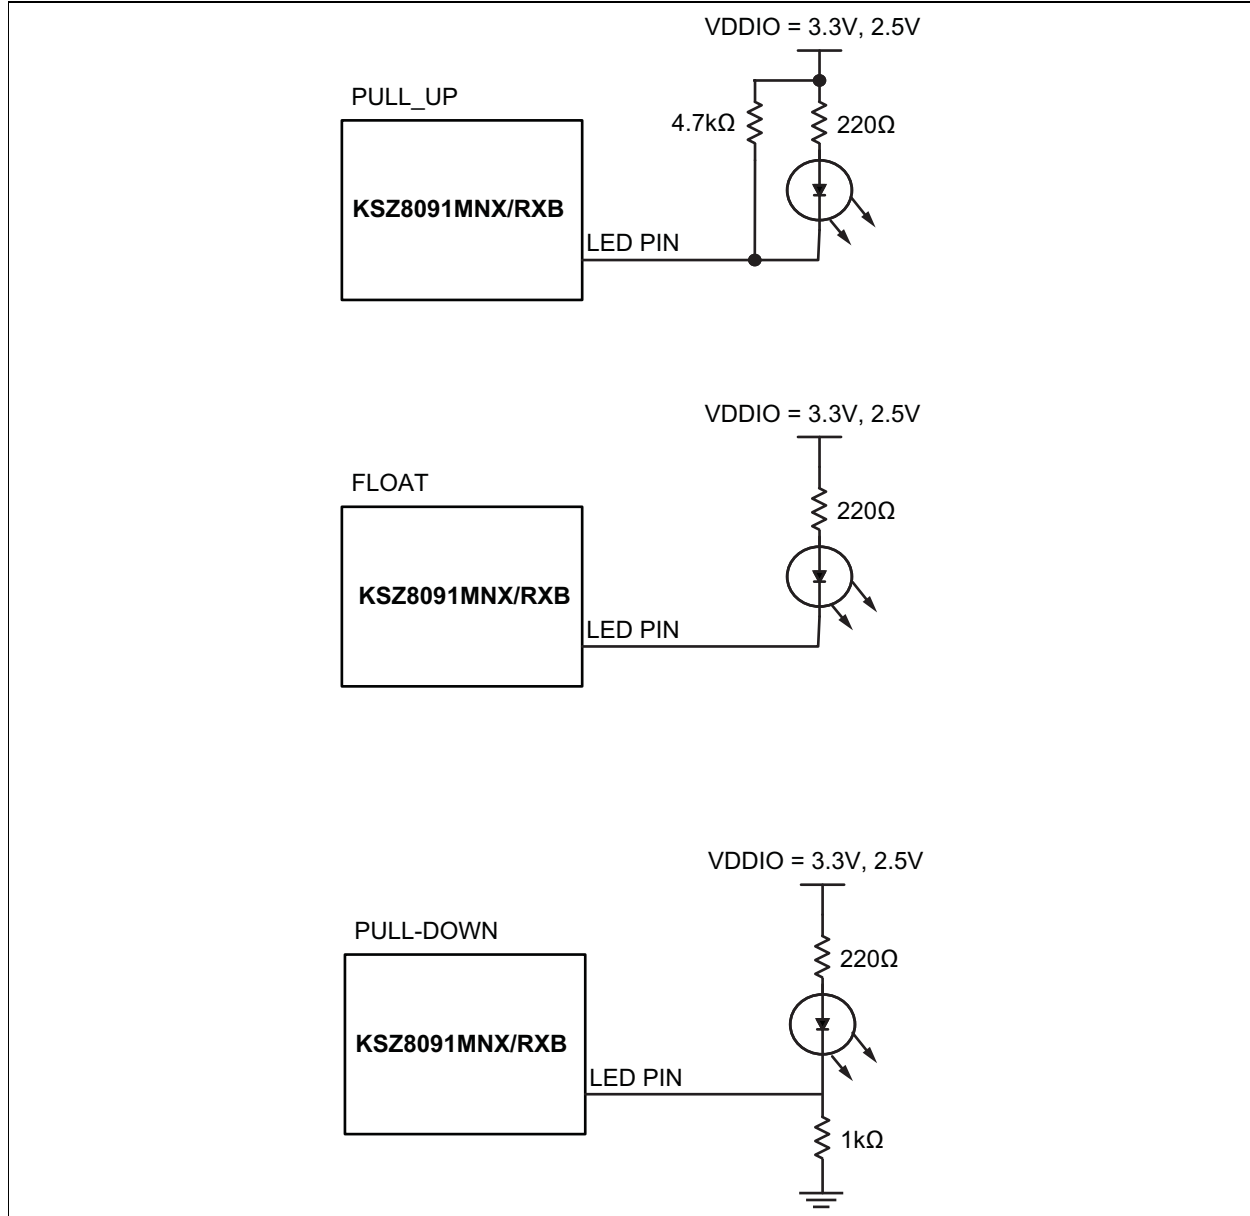 VDDIO = 3.3V, 2.5V
PULL_UP
4.7kΩ
220Ω
KSZ8091MNX/RXB
LED PIN
VDDIO = 3.3V, 2.5V
FLOAT
220Ω
KSZ8091MNX/RXB
LED PIN
VDDIO = 3.3V, 2.5V
PULL-DOWN
220Ω
KSZ8091MNX/RXB
LED PIN
1kΩ